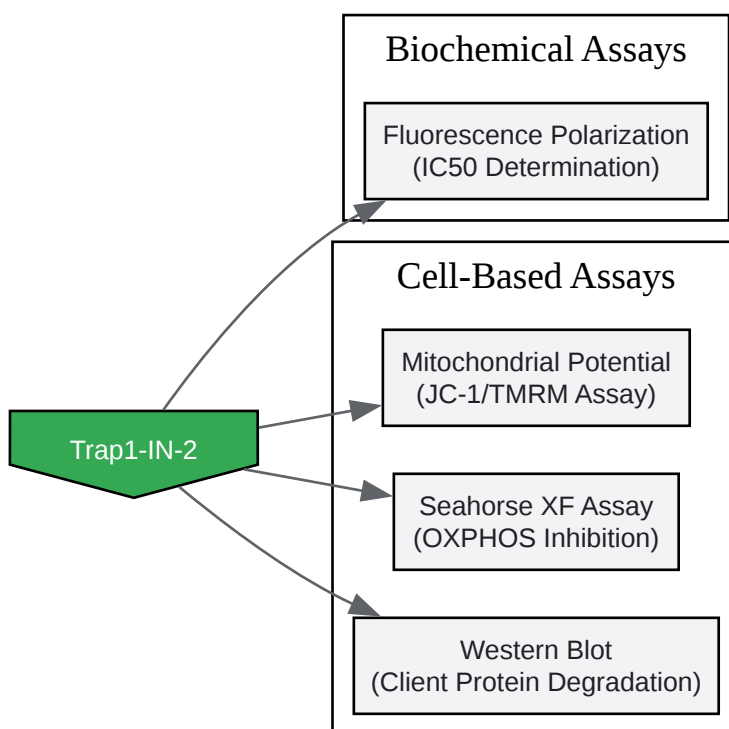 Biochemical Assays
Fluorescence Polarization
(IC50 Determination)
Cell-Based Assays
Mitochondrial Potential
(JC-1/TMRM Assay)
Trap1-IN-2
Seahorse XF Assay
(OXPHOS Inhibition)
Western Blot
(Client Protein Degradation)